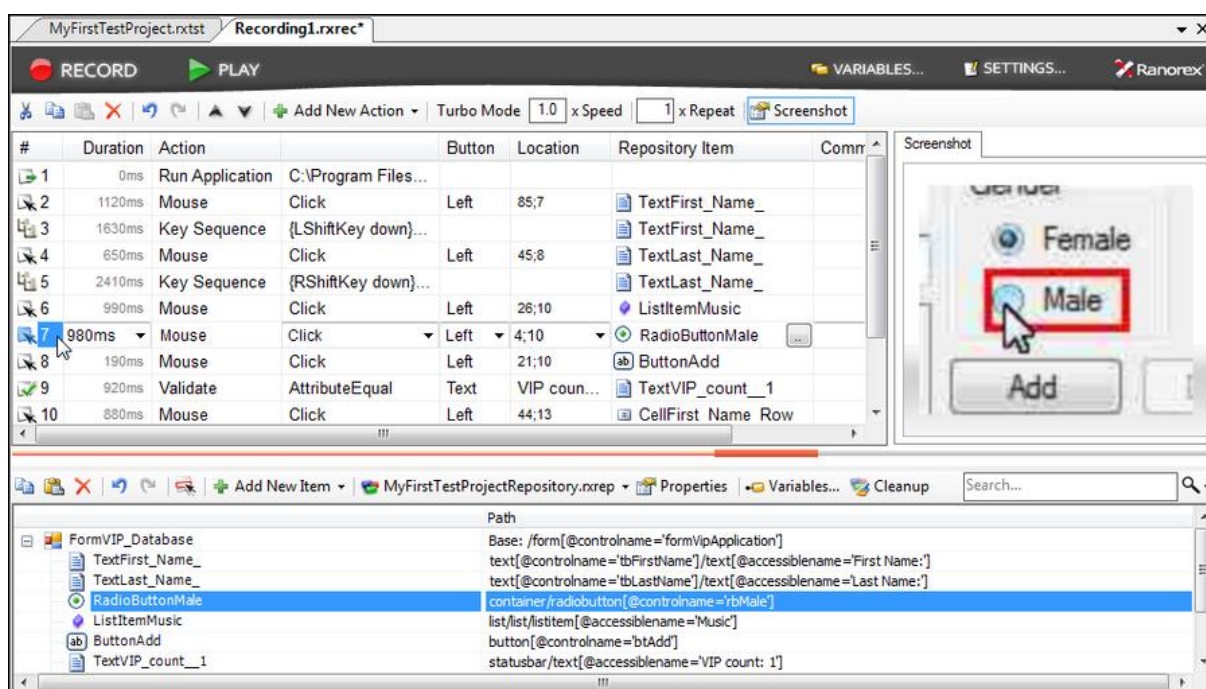 MyFirstTestProject.rxtst Recording1.rxrec*
RECORD PLAY VARIABLES... SETTINGS... Ranorex
Add New Action Turbo Mode 1.0 x Speed 1 x Repeat Screenshot
# Duration Action Button Location Repository Item Comm
1 0ms Run Application C:\Program Files...
2 1120ms Mouse Click Left 85;7 TextFirst_Name_
3 1630ms Key Sequence {LShiftKey down}... TextFirst_Name_
4 650ms Mouse Click Left 45;8 TextLast_Name_
5 2410ms Key Sequence {RShiftKey down}... TextLast_Name_
6 990ms Mouse Click Left 26;10 ListItemMusic
7 980ms Mouse Click Left 4;10 RadioButtonMale ..
8 190ms Mouse Click Left 21;10 ButtonAdd
9 920ms Validate AttributeEqual Text VIP coun... TextVIP_count__1
10 880ms Mouse Click Left 44;13 CellFirst_Name_Row
Screenshot
Gender
Female
Male
Add
Add New Item MyFirstTestProjectRepository.rxrep Properties Variables... Cleanup Search...
Path
FormVIP_Database Base: /form[@controlname='formVipApplication']
TextFirst_Name_ text[@controlname='tbFirstName']/text[@accessiblename='First Name:']
TextLast_Name_ text[@controlname='tbLastName']/text[@accessiblename='Last Name:']
RadioButtonMale container/radiobutton[@controlname='rbMale']
ListItemMusic list/list/listitem[@accessiblename='Music']
ab ButtonAdd button[@controlname='btAdd']
TextVIP_count__1 statusbar/text[@accessiblename='VIP count: 1']